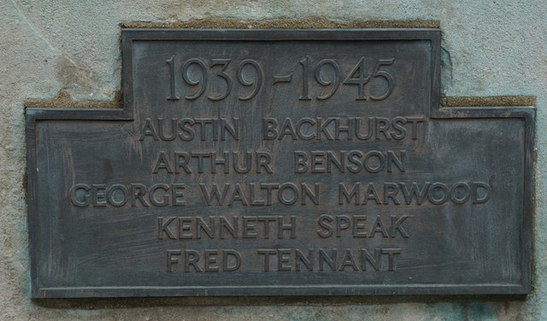 1939-1945
AUSTIN BACKHURST
ARTHUR BENSON
GEORGE WALTON MARWOOD
KENNETH SPEAK
FRED TENNANT